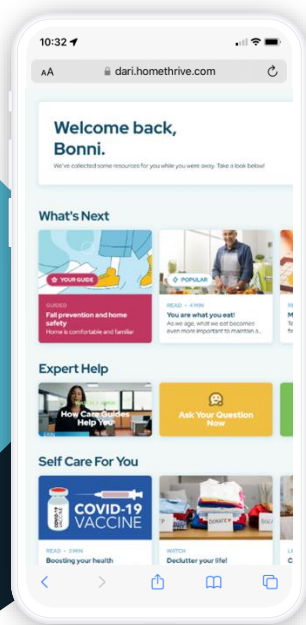 10:32
AA dari.homethrive.com
Welcome back,
Bonni.
We've collected some resources for you while you were away. Take a look below!
What's Next
YOUR GUIDE
POPULAR
GUIDED
Fall prevention and home
safety
Home is comfortable and familiar
READ • 4 MIN
You are what you eat!
As we age, what we eat becomes
even more important to maintain a...
Expert Help
How Care Guides
Help You
Ask Your Question
Now
Self Care For You
COVID-19
VACCINE
DONATE
READ • 3 MIN
Boosting your health
WATCH
Declutter your life!